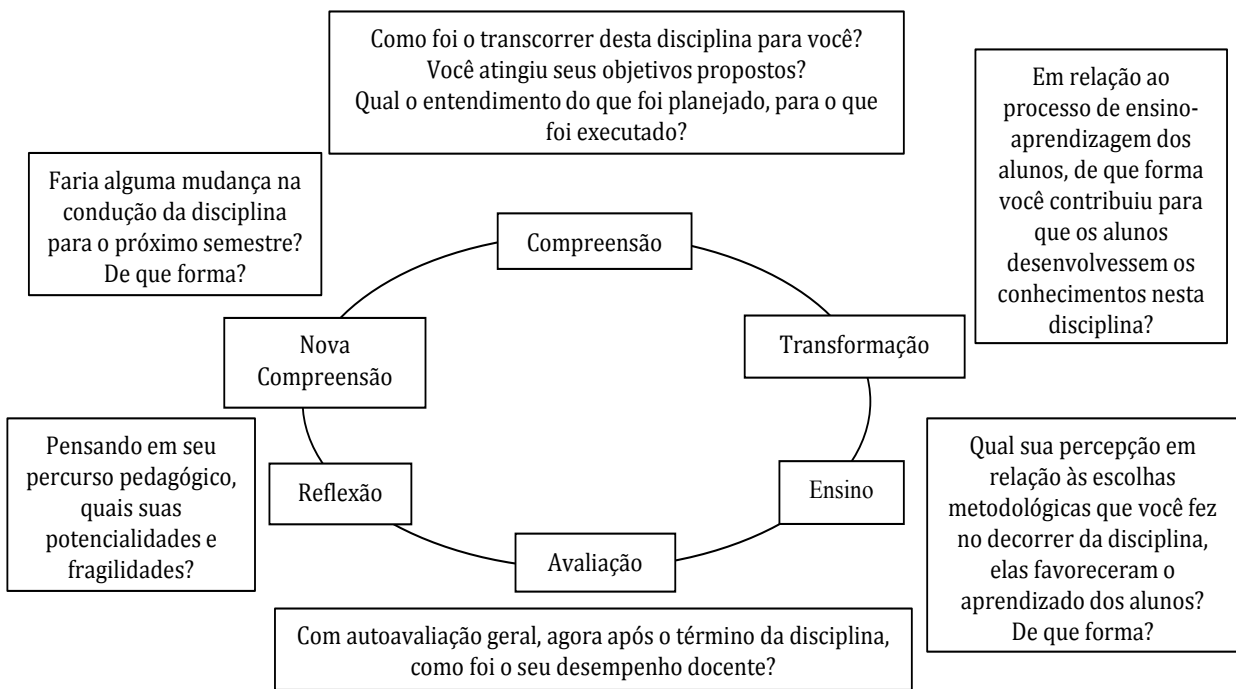 Como foi o transcorrer desta disciplina para você?
Você atingiu seus objetivos propostos?
Qual o entendimento do que foi planejado, para o que
foi executado?
Em relação ao
processo de ensino-
aprendizagem dos
alunos, de que forma
você contribuiu para
que os alunos
desenvolvessem os
conhecimentos nesta
disciplina?
Faria alguma mudança na
condução da disciplina
para o próximo semestre?
De que forma?
Compreensão
Nova
Compreensão
Transformação
Pensando em seu
percurso pedagógico,
quais suas
potencialidades e
fragilidades?
Reflexão
Ensino
Qual sua percepção em
relação às escolhas
metodológicas que você fez
no decorrer da disciplina,
elas favoreceram o
aprendizado dos alunos?
De que forma?
Avaliação
Com autoavaliação geral, agora após o término da disciplina,
como foi o seu desempenho docente?